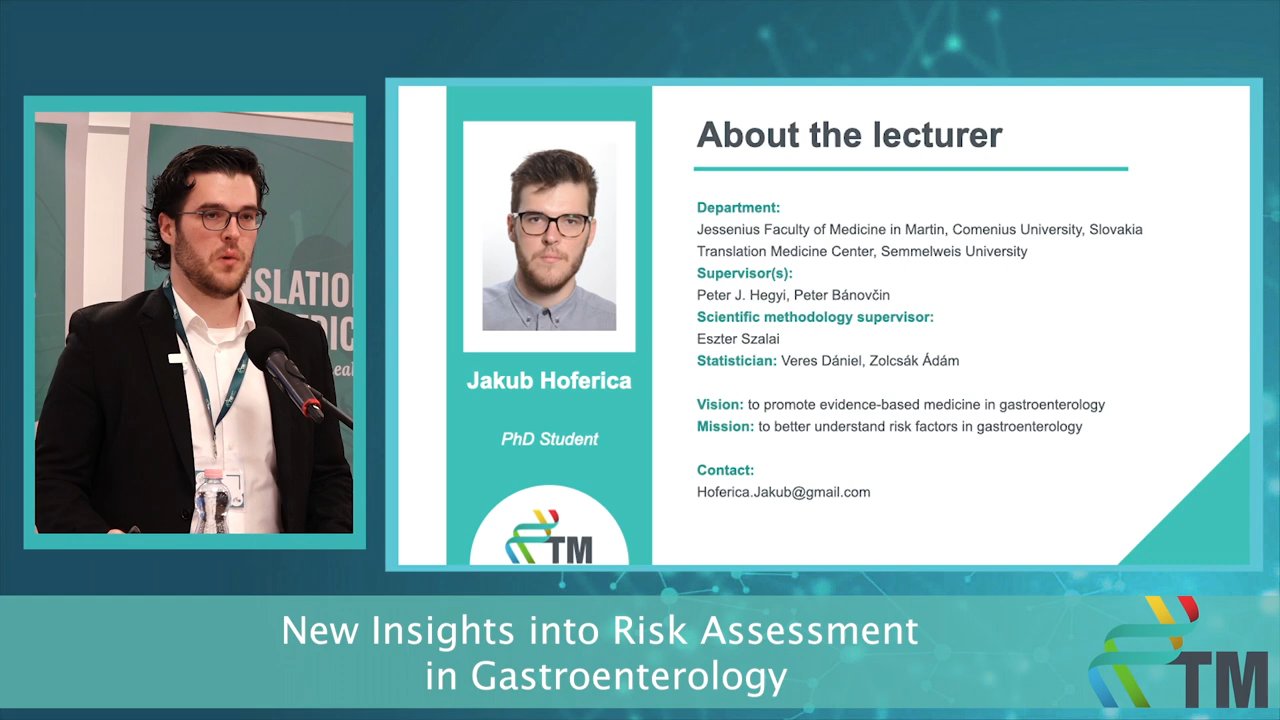 About the lecturer
Department:
Jessenius Faculty of Medicine in Martin, Comenius University, Slovakia
Translation Medicine Center, Semmelweis University
Supervisor(s):
Peter J. Hegyi, Peter Bánovčin
Scientific methodology supervisor:
Eszter Szalai
Statistician: Veres Dániel, Zolcsák Ádám
Vision: to promote evidence-based medicine in gastroenterology
Mission: to better understand risk factors in gastroenterology
Contact:
Hoferica.Jakub@gmail.com
Jakub Hoferica
PhD Student
TM
New Insights into Risk Assessment
in Gastroenterology
TM